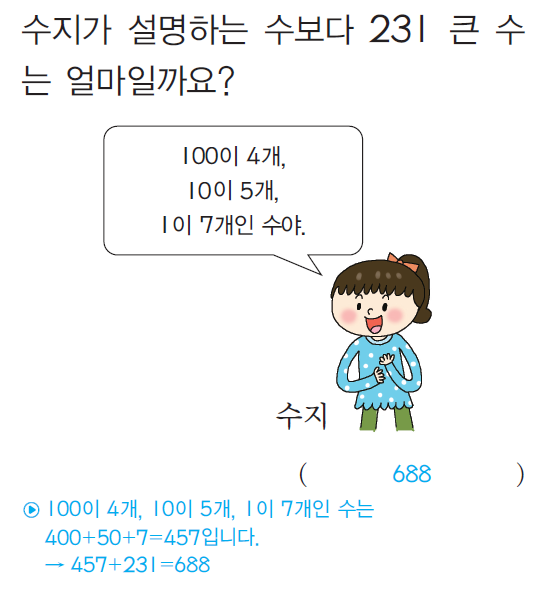 수지가 설명하는 수보다 231 큰 수
는 얼마일까요?
100이 4개,
10이 5개,
1이 7개인 수야.
수지
( 688 )
100이 4개, 10이 5개, 1이 7개인 수는
400+50+7=457입니다.
→ 457+231=688